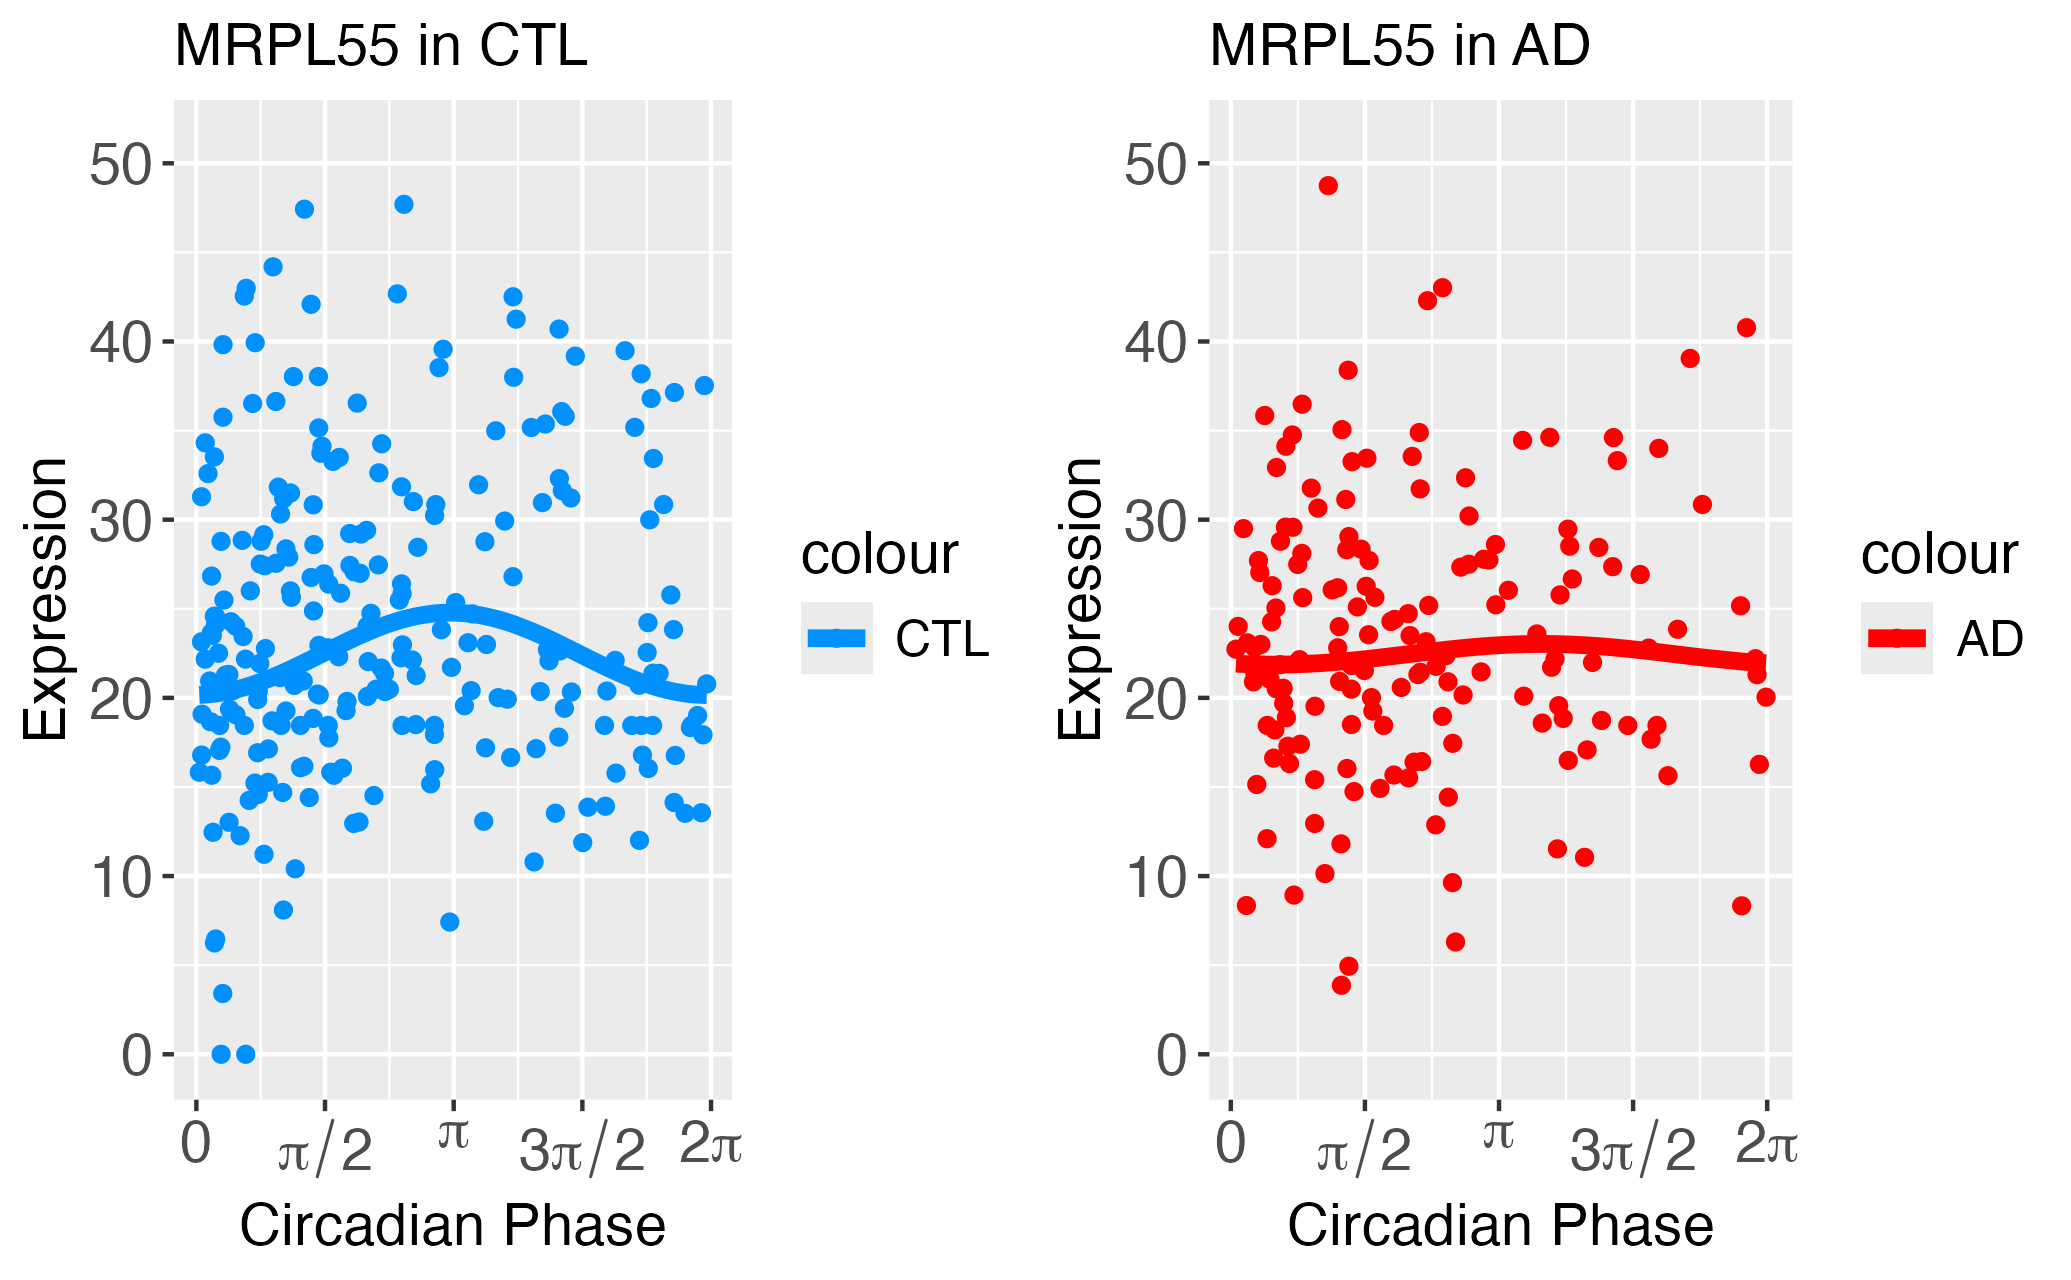 MRPL55 in CTL
Expression
50
40
30
20
10
0
0 π/2 π 3π/2 2π
Circadian Phase
colour
CTL
MRPL55 in AD
Expression
50
40
30
20
10
0
0 π/2 π 3π/2 2π
Circadian Phase
colour
AD